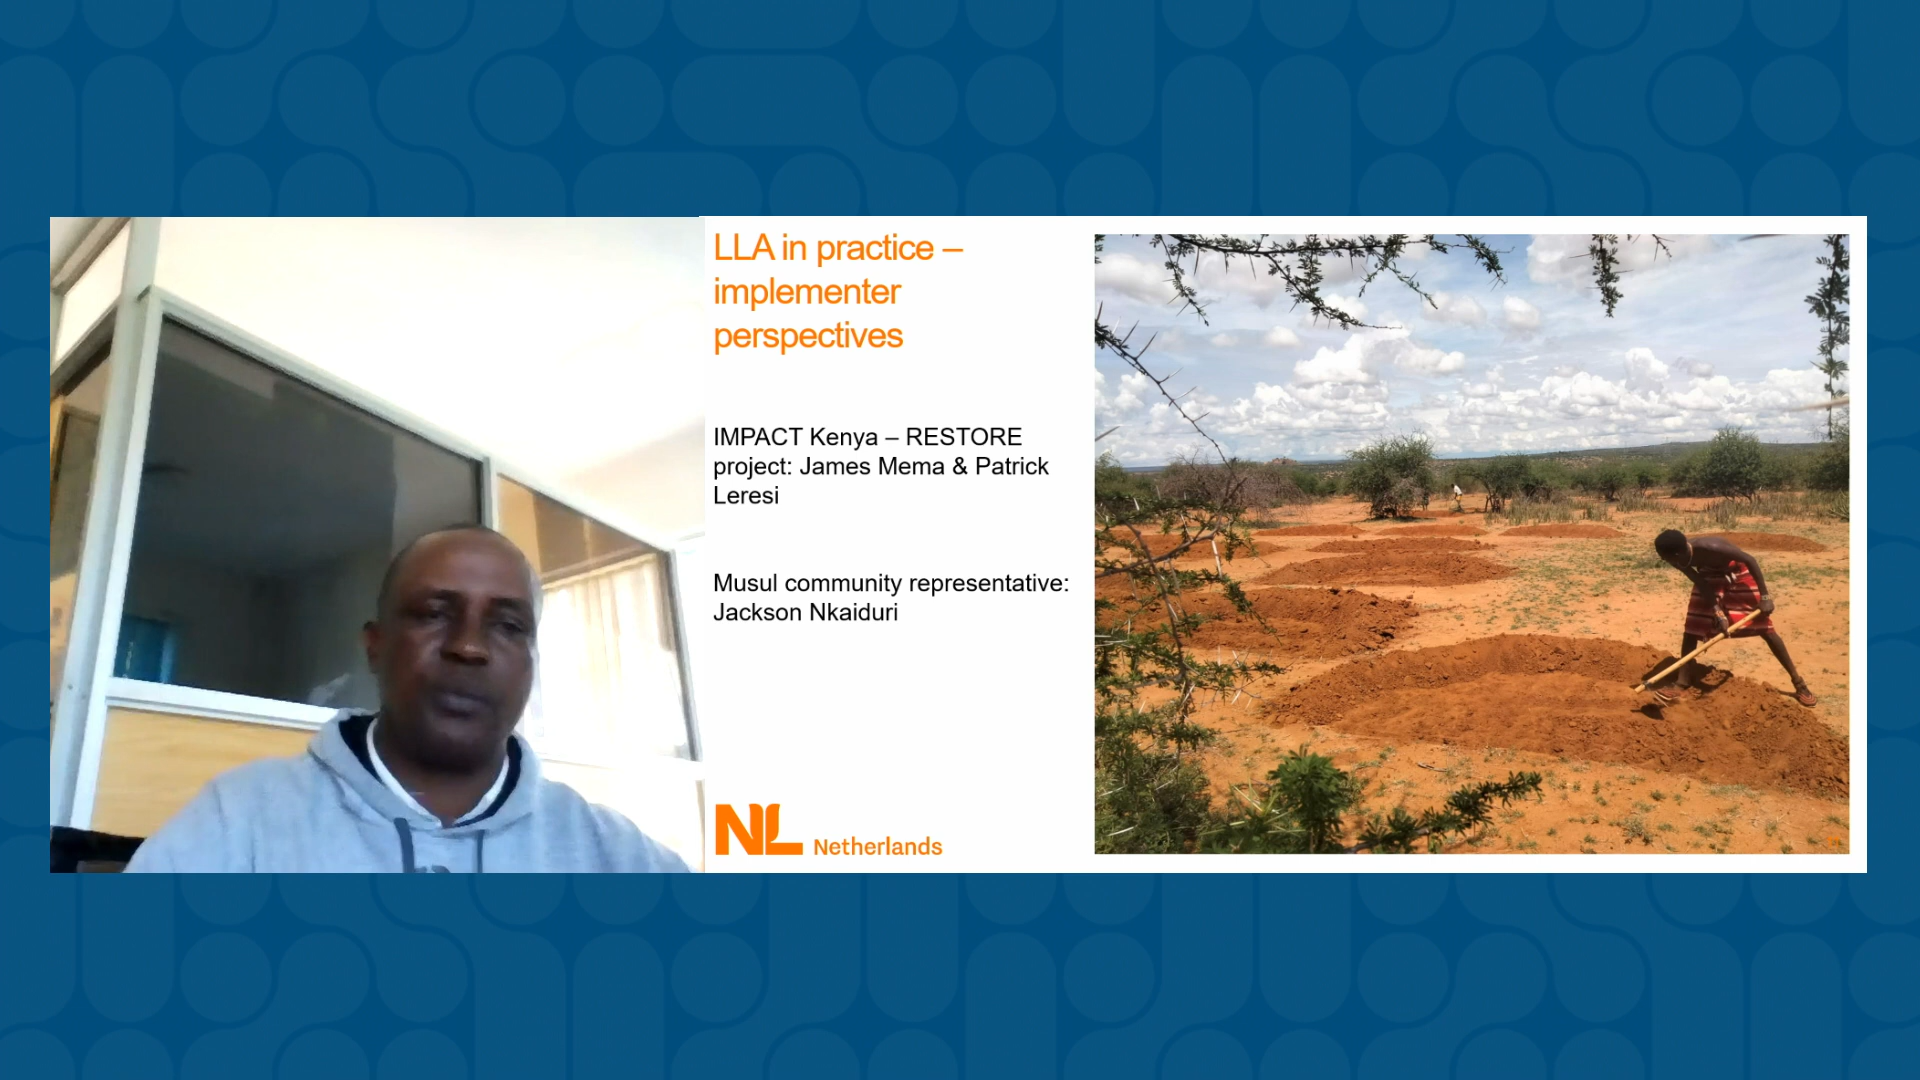 LLA in practice –
implementer
perspectives
IMPACT Kenya – RESTORE
project: James Mema & Patrick
Leresi
Musul community representative:
Jackson Nkaiduri
NL Netherlands